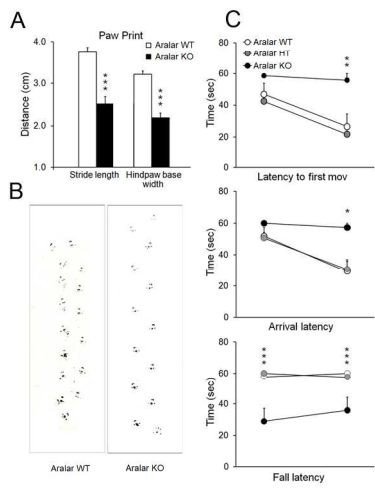 A
Paw Print
Aralar WT
Aralar KO
Distance (cm)
4.0
3.0
2.0
1.0
***
***
Stride length
Hindpaw base
width
B
Aralar WT
Aralar KO
C
Aralar WT
Aralar HT
Aralar KO
**
Time (sec)
80
60
40
20
0
Latency to first mov
*
Time (sec)
80
60
40
20
0
Arrival latency
***
***
Time (sec)
80
60
40
20
0
Fall latency